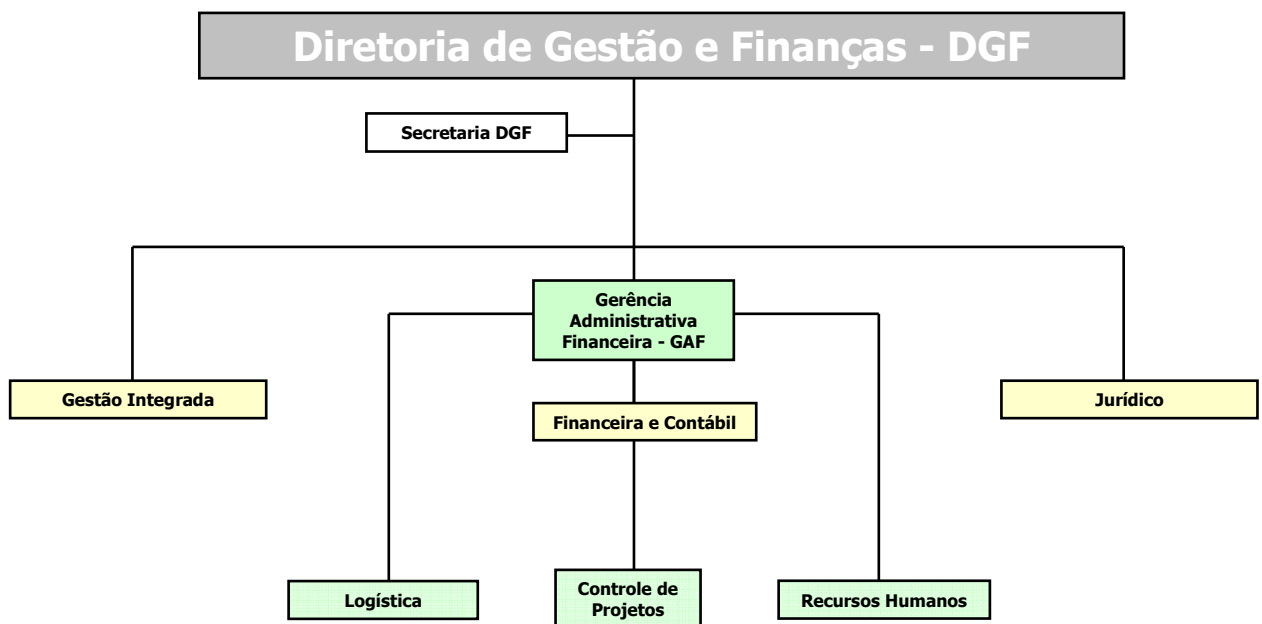 Diretoria de Gestão e Finanças - DGF
Secretaria DGF
Gerência
Administrativa
Financeira - GAF
Gestão Integrada
Jurídico
Financeira e Contábil
Logística
Controle de
Projetos
Recursos Humanos